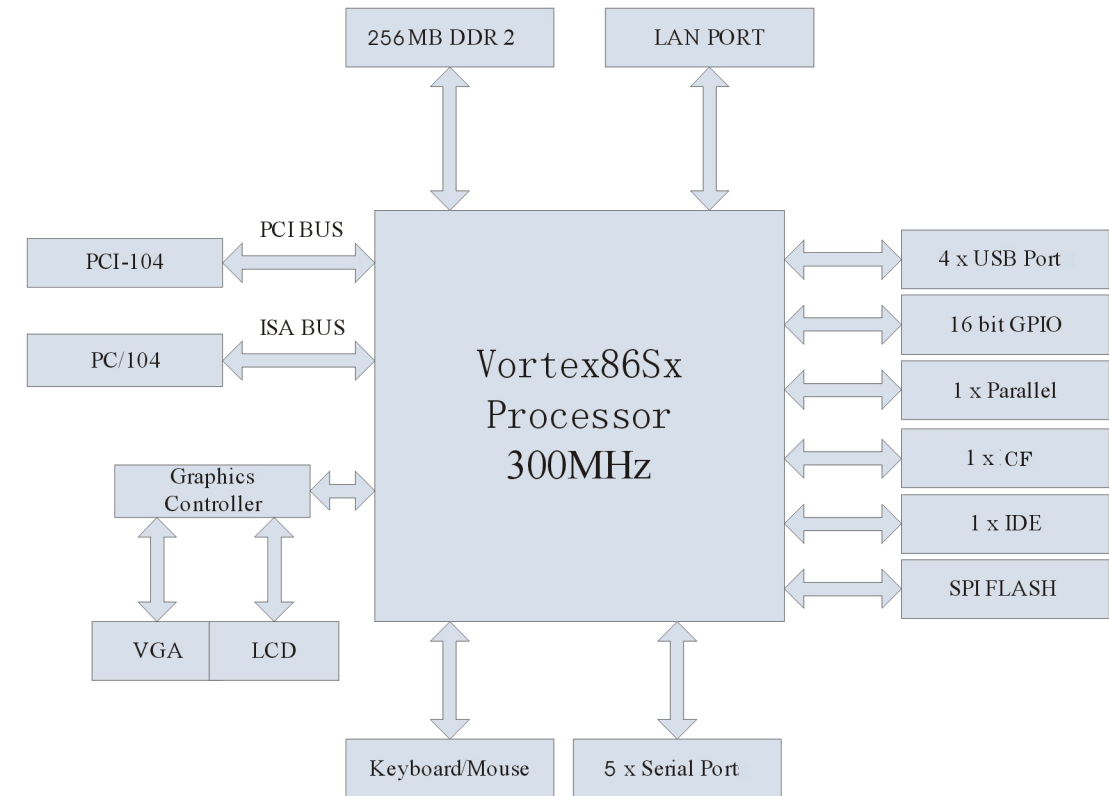 256MB DDR 2
LAN PORT
PCI BUS
PCI-104
4 x USB Port
16 bit GPIO
ISA BUS
PC/104
Vortex86Sx
Processor
300MHz
1 x Parallel
1 x CF
Graphics
Controller
1 x IDE
SPI FLASH
VGA
LCD
Keyboard/Mouse
5 x Serial Port